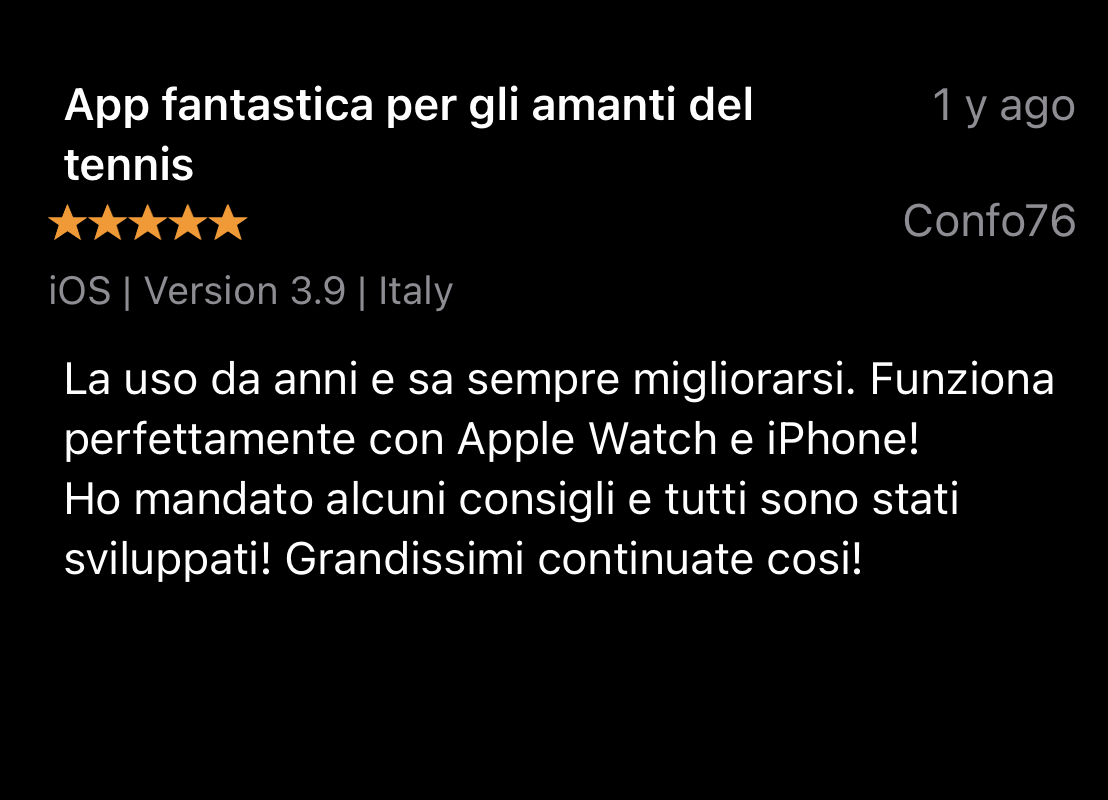 App fantastica per gli amanti del
tennis
1 y ago
★★★★★
Confo76
iOS | Version 3.9 | Italy
La uso da anni e sa sempre migliorarsi. Funziona
perfettamente con Apple Watch e iPhone!
Ho mandato alcuni consigli e tutti sono stati
sviluppati! Grandissimi continuate cosi!